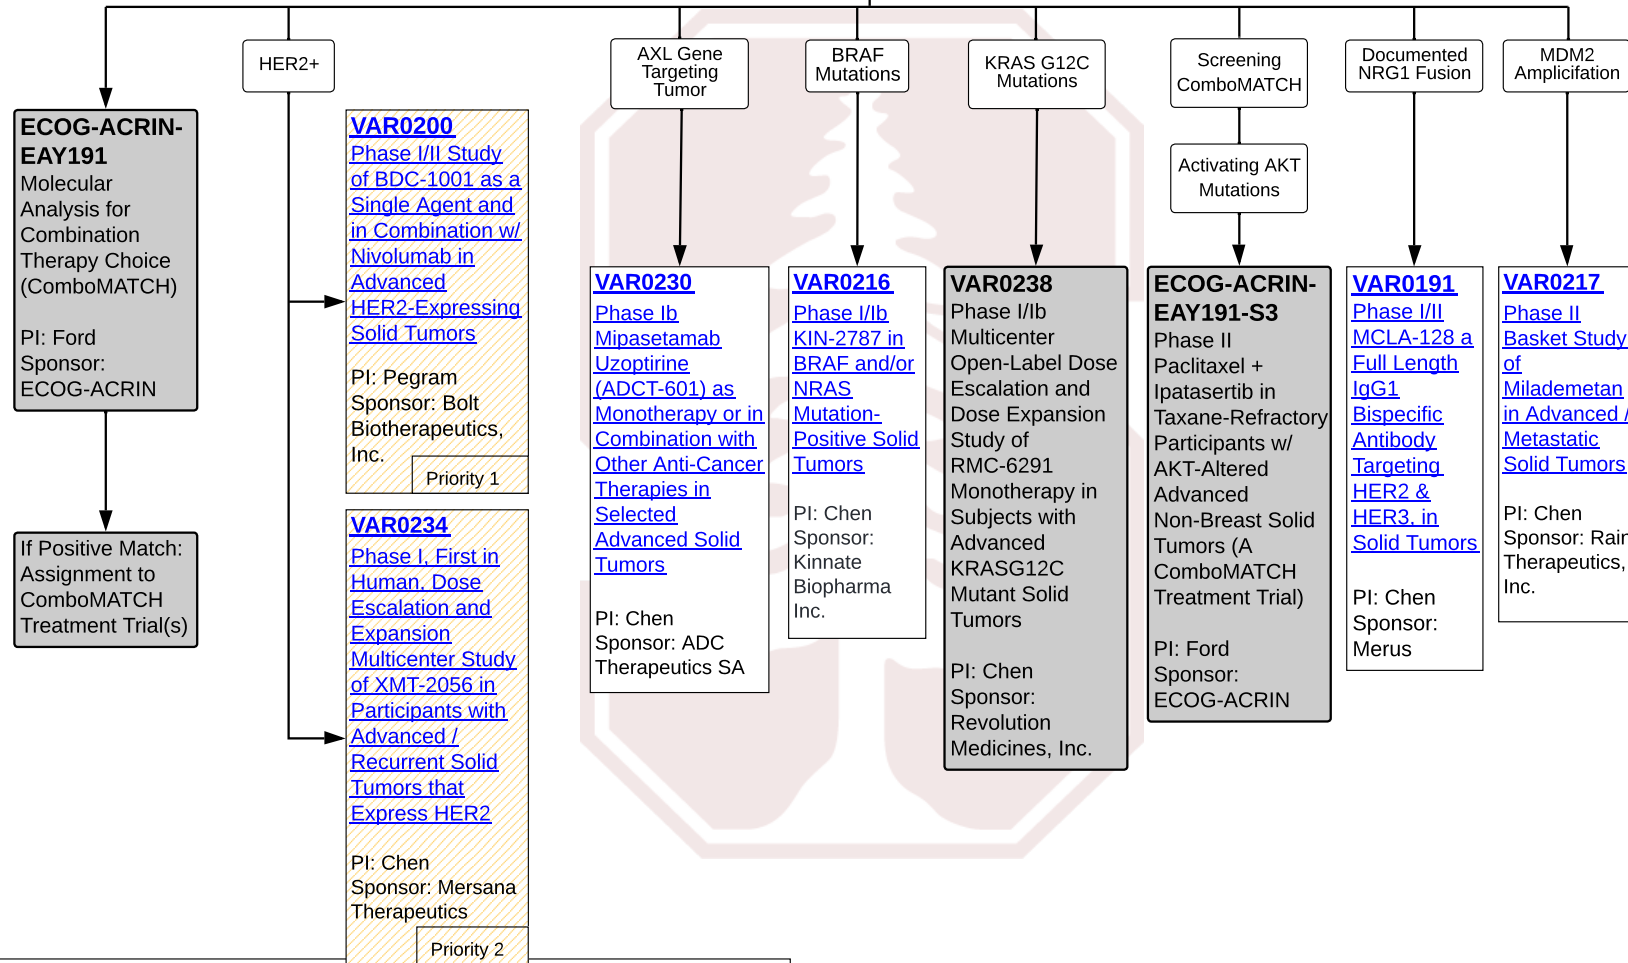 ECOG-ACRIN-
EAY191
Molecular
Analysis for
Combination
Therapy Choice
(ComboMATCH)
PI: Ford
Sponsor:
ECOG-ACRIN
If Positive Match:
Assignment to
ComboMATCH
Treatment Trial(s)
HER2+
VAR0200
Phase I/II Study
of BDC-1001 as a
Single Agent and
in Combination w/
Nivolumab in
Advanced
HER2-Expressing
Solid Tumors
PI: Pegram
Sponsor: Bolt
Biotherapeutics,
Inc.
Priority 1
VAR0234
Phase I, First in
Human, Dose
Escalation and
Expansion
Multicenter Study
of XMT-2056 in
Participants with
Advanced /
Recurrent Solid
Tumors that
Express HER2
PI: Chen
Sponsor: Mersana
Therapeutics
Priority 2
AXL Gene
Targeting
Tumor
VAR0230
Phase Ib
Mipasetamab
Uzoptirine
(ADCT-601) as
Monotherapy or in
Combination with
Other Anti-Cancer
Therapies in
Selected
Advanced Solid
Tumors
PI: Chen
Sponsor: ADC
Therapeutics SA
BRAF
Mutations
VAR0216
Phase I/Ib
KIN-2787 in
BRAF and/or
NRAS
Mutation-
Positive Solid
Tumors
PI: Chen
Sponsor:
Kinnate
Biopharma
Inc.
KRAS G12C
Mutations
VAR0238
Phase I/Ib
Multicenter
Open-Label Dose
Escalation and
Dose Expansion
Study of
RMC-6291
Monotherapy in
Subjects with
Advanced
KRASG12C
Mutant Solid
Tumors
PI: Chen
Sponsor:
Revolution
Medicines, Inc.
Screening
ComboMATCH
Activating AKT
Mutations
ECOG-ACRIN-
EAY191-S3
Phase II
Paclitaxel +
Ipatasertib in
Taxane-Refractory
Participants w/
AKT-Altered
Advanced
Non-Breast Solid
Tumors (A
ComboMATCH
Treatment Trial)
PI: Ford
Sponsor:
ECOG-ACRIN
Documented
NRG1 Fusion
VAR0191
Phase I/II
MCLA-128 a
Full Length
IgG1
Bispecific
Antibody
Targeting
HER2 &
HER3, in
Solid Tumors
PI: Chen
Sponsor:
Merus
MDM2
Amplicifation
VAR0217
Phase II
Basket Study
of
Milademetan
in Advanced /
Metastatic
Solid Tumors
PI: Chen
Sponsor: Rain
Therapeutics,
Inc.